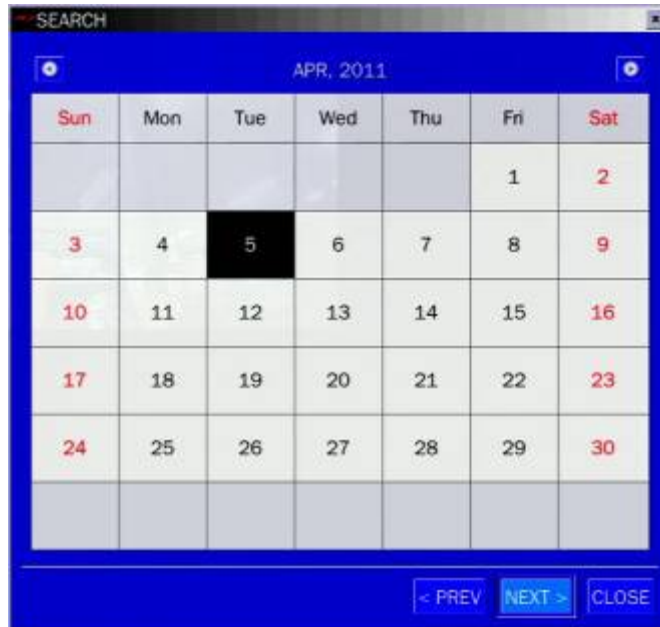 SEARCH
APR, 2011
Sun Mon Tue Wed Thu Fri Sat
1 2
3 4 5 6 7 8 9
10 11 12 13 14 15 16
17 18 19 20 21 22 23
24 25 26 27 28 29 30
< PREV NEXT > CLOSE